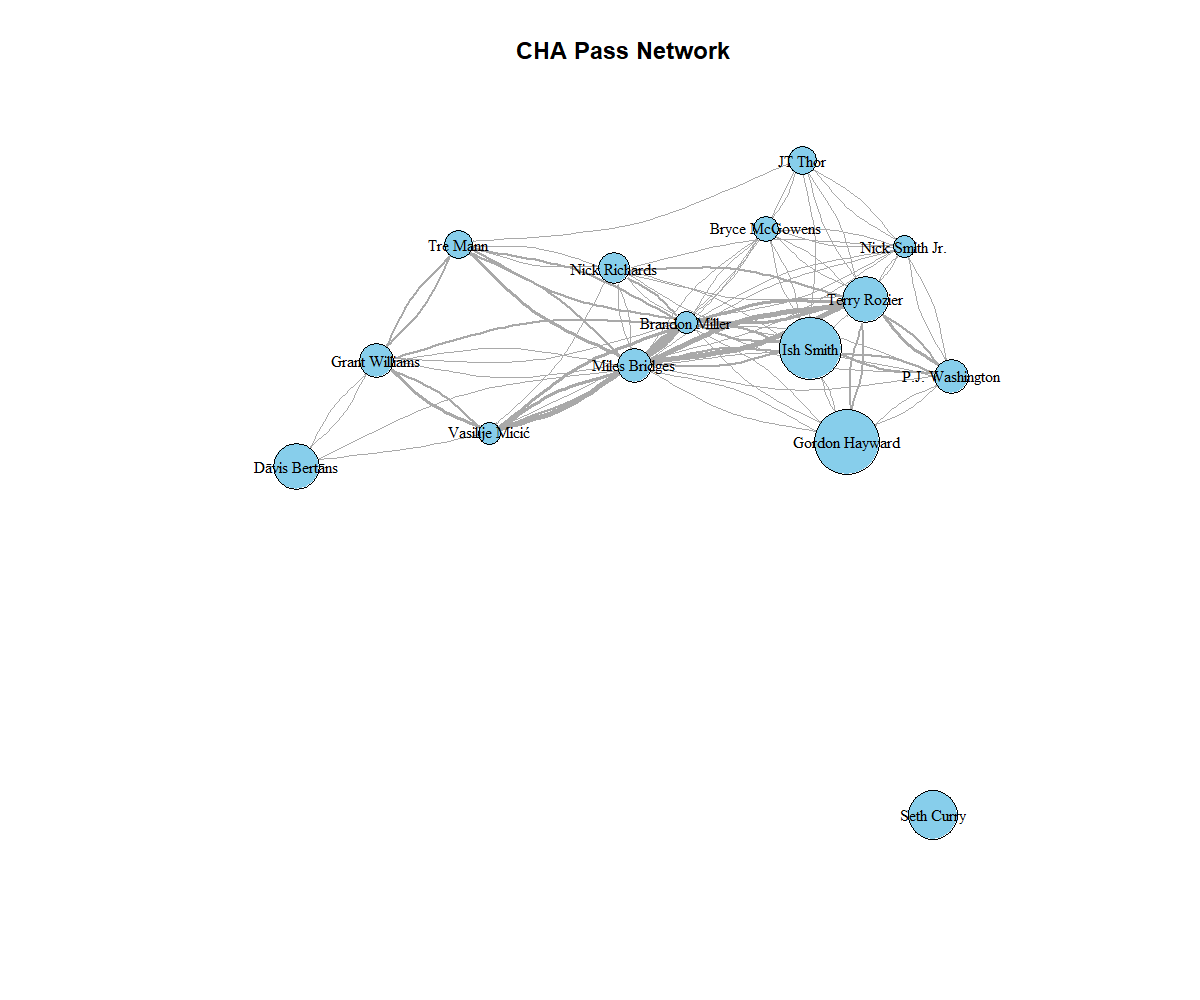 CHA Pass Network
JT Thor
Bryce McGowens
Tre Mann
Nick Smith Jr.
Nick Richards
Terry Rozier
Brandon Miller
Ish Smith
Grant Williams
Miles Bridges
P.J. Washington
Vasilije Micić
Gordon Hayward
Dāvis Bertāns
Seth Curry